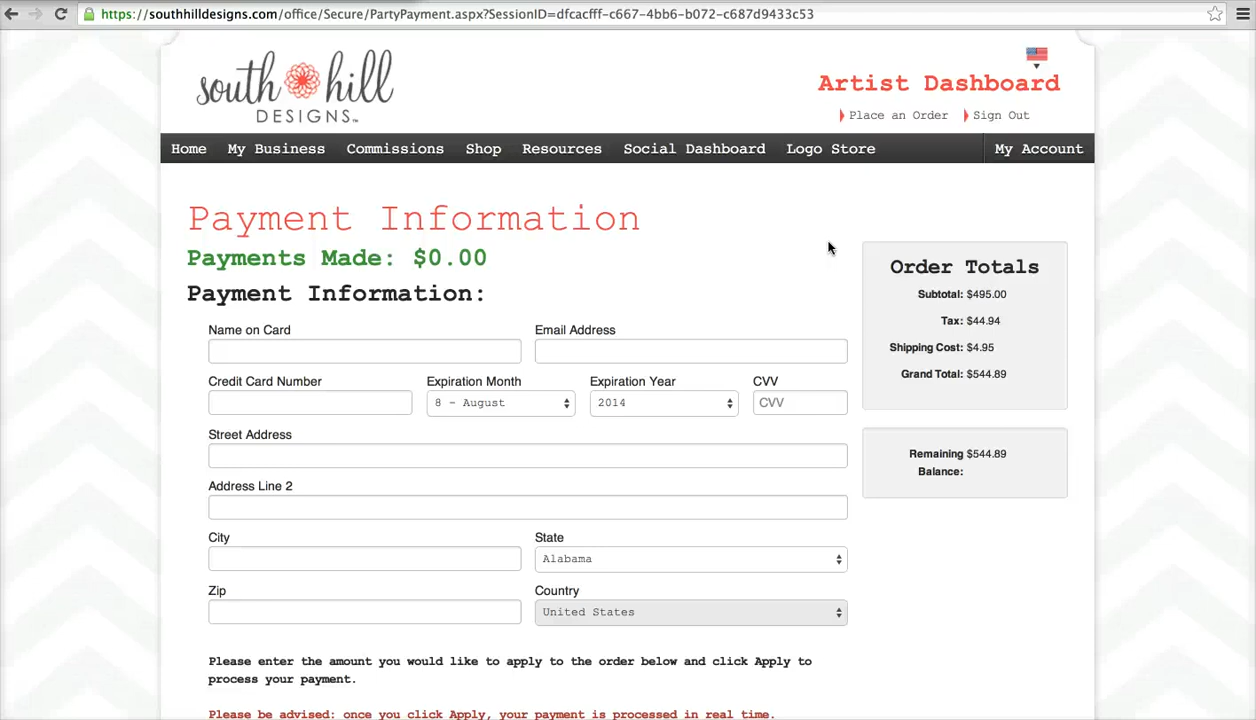 https://southhilldesigns.com/office/Secure/PartyPayment.aspx?SessionID=dfcacfff-c667-4bb6-b072-c687d9433c53
south hill
DESIGNS™
Artist Dashboard
Place an Order Sign Out
Home My Business Commissions Shop Resources Social Dashboard Logo Store My Account
Payment Information
Payments Made: $0.00
Payment Information:
Name on Card Email Address
Credit Card Number Expiration Month Expiration Year CVV
8 - August 2014 CVV
Street Address
Address Line 2
City State
Alabama
Zip Country
United States
Please enter the amount you would like to apply to the order below and click Apply to
process your payment.
Please be advised: once you click Apply, your payment is processed in real time.
Order Totals
Subtotal: $495.00
Tax: $44.94
Shipping Cost: $4.95
Grand Total: $544.89
Remaining $544.89
Balance: